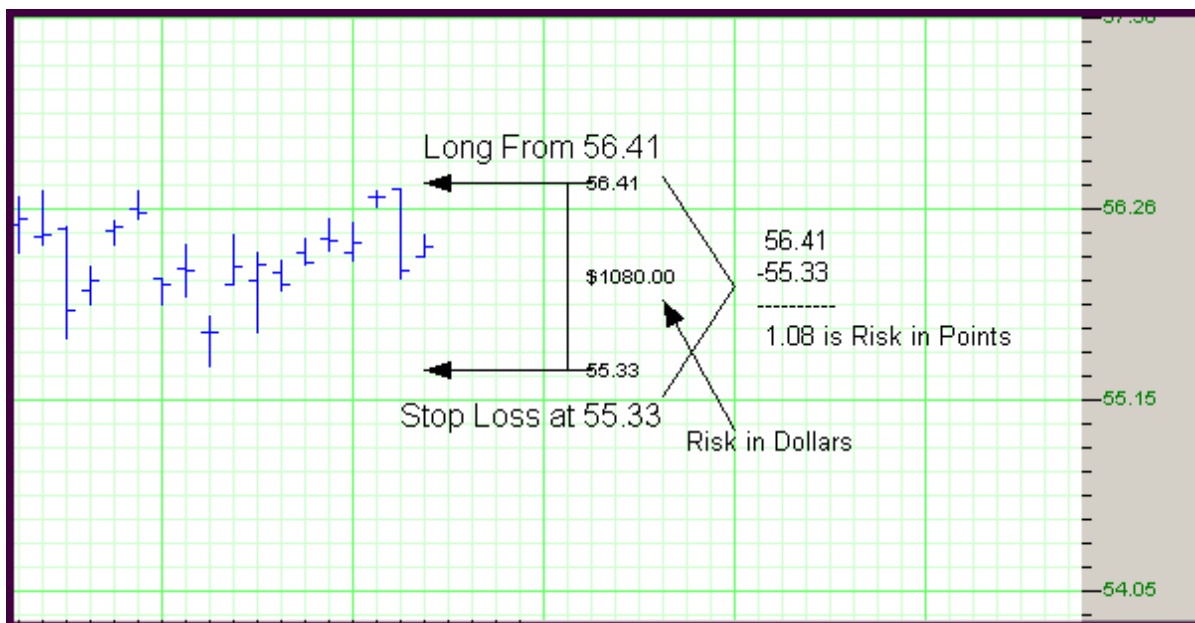 Long From 56.41
56.41
56.26
56.41
-55.33
$1080.00
----------
1.08 is Risk in Points
55.33
55.15
Stop Loss at 55.33
Risk in Dollars
54.05